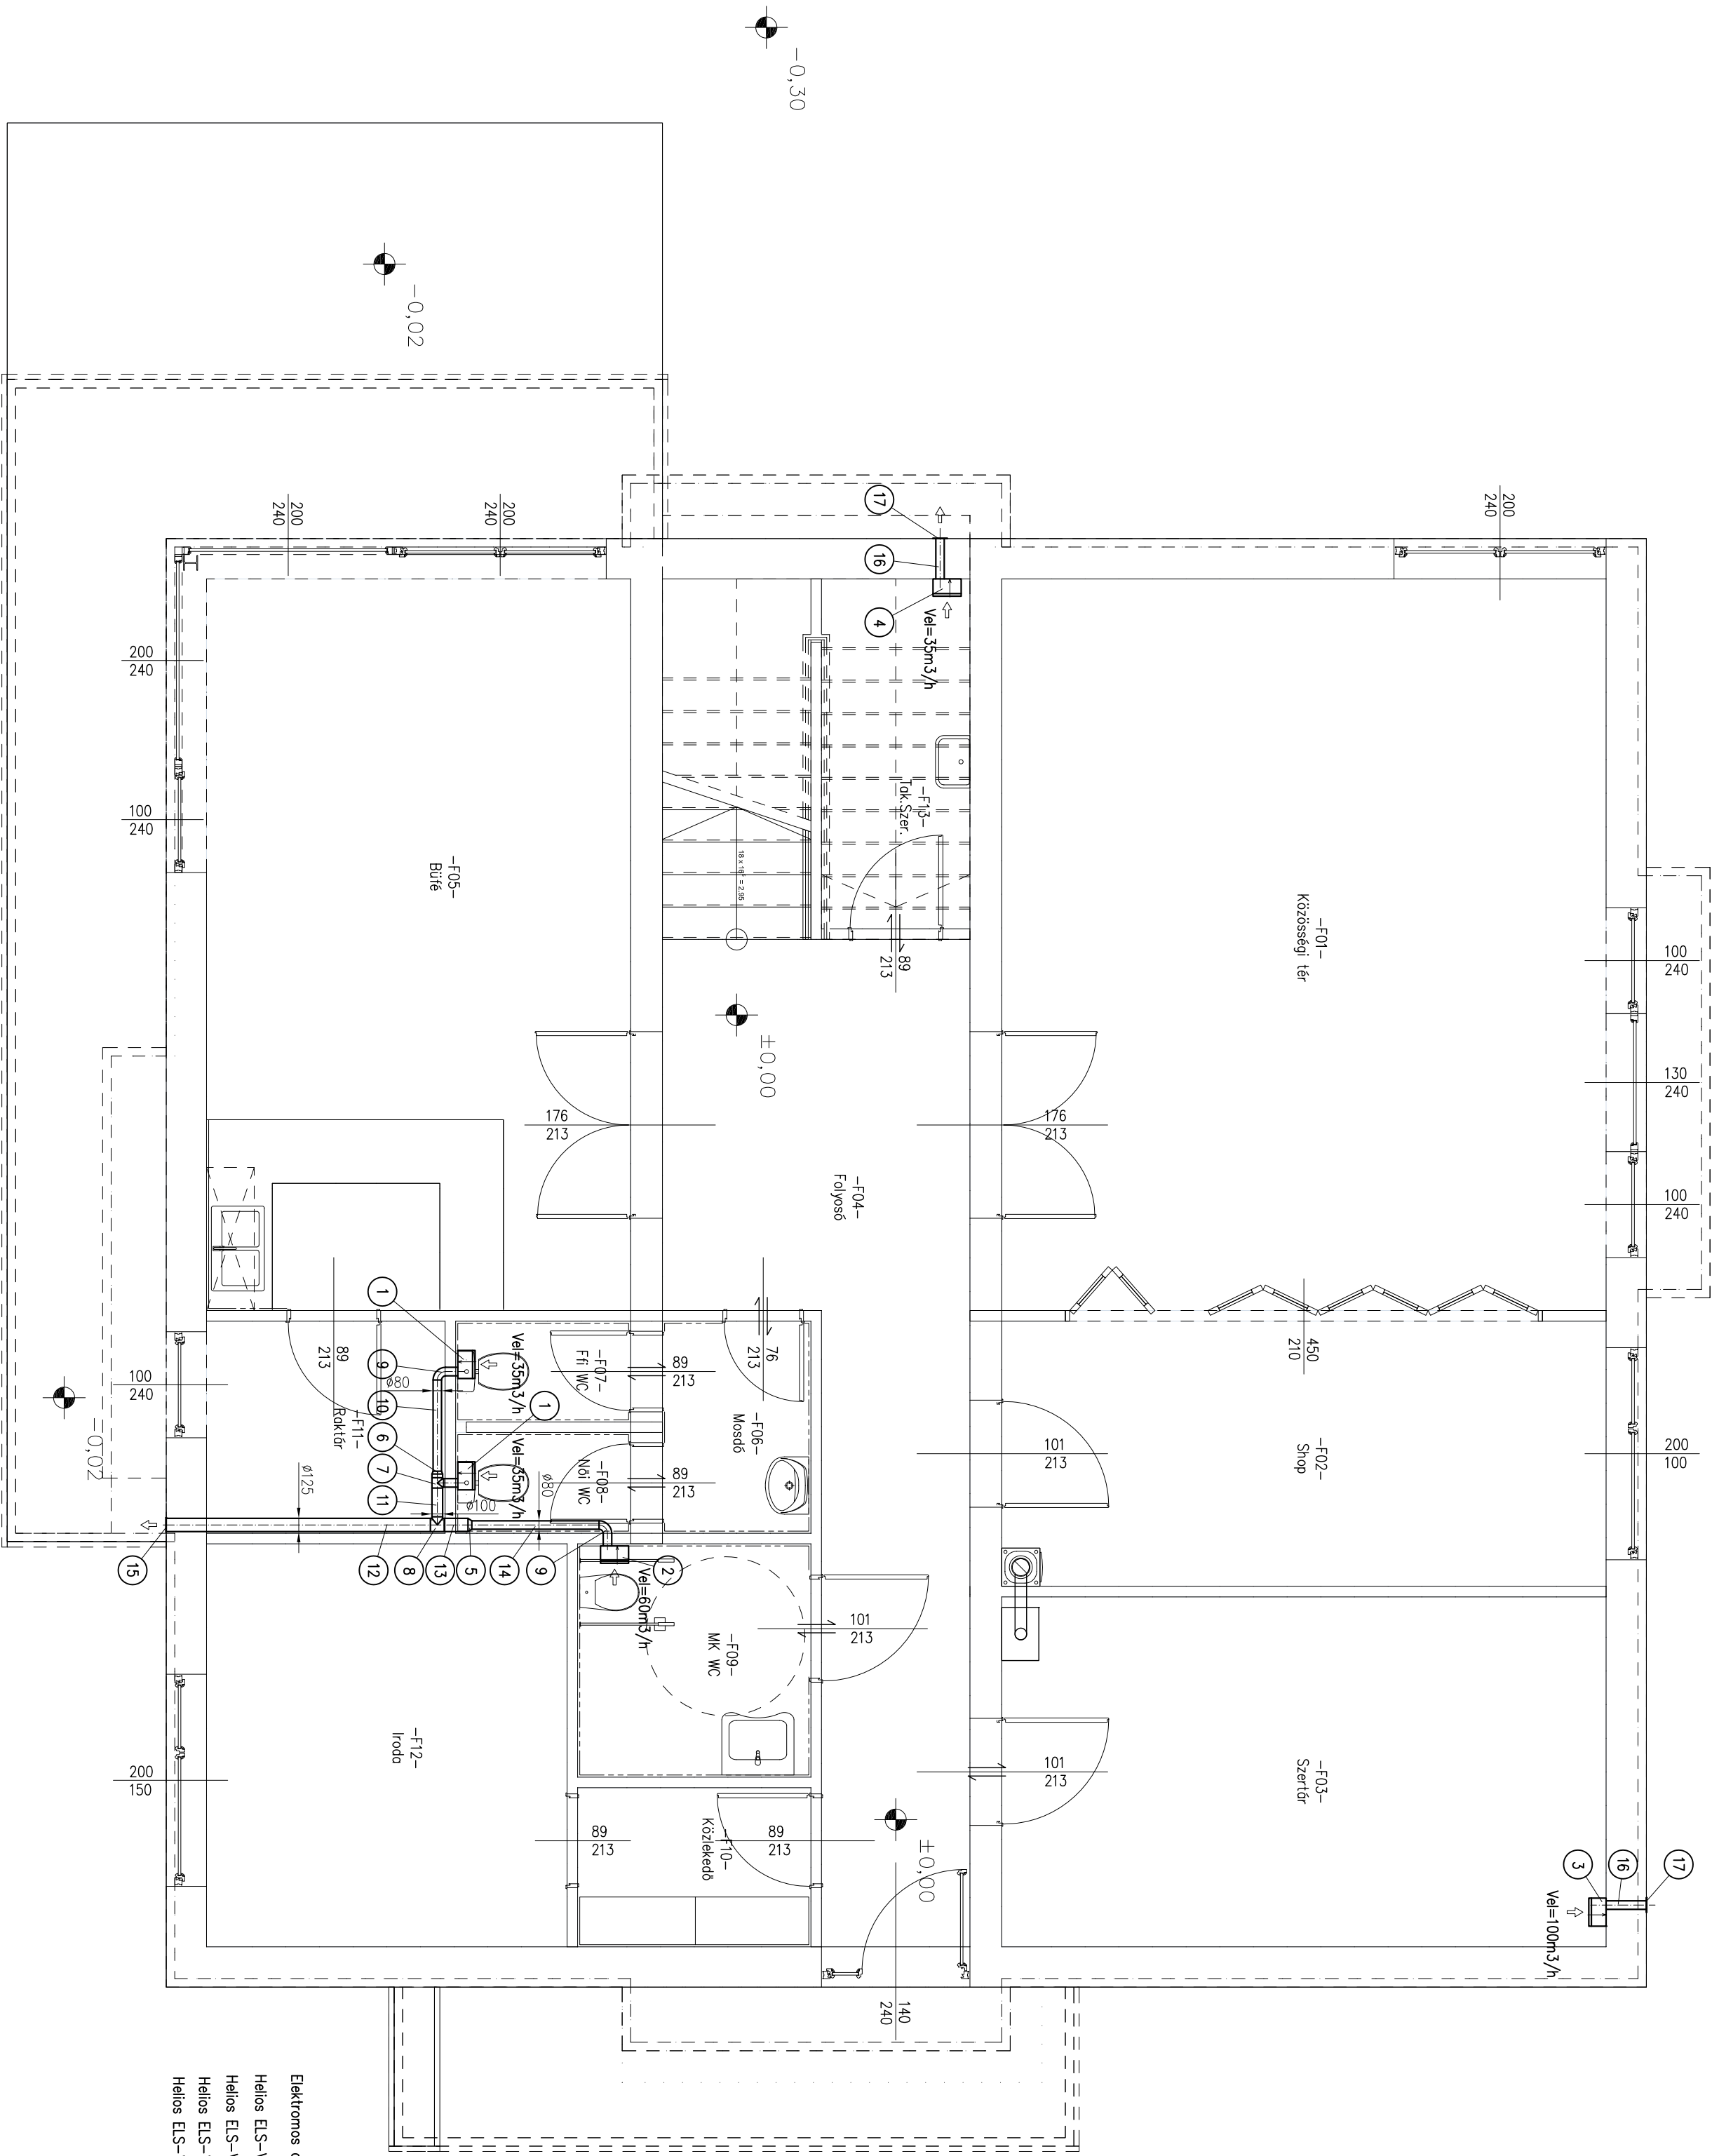 -0,30
-0,02
200
240
200
240
200
240
17
16
4
Vel=35m3/h
-F13-
Tak.Szer.
89
213
18 x 16⁵ = 2.95
200
240
100
240
-F05-
Büfé
-F01-
Közösségi tér
100
240
130
240
100
240
±0,00
176
213
176
213
-F04-
Folyosó
450
210
76
213
89
213
1
9
Ø80
10
6
7
11
Ø100
-F11-
Raktár
Vel=35m3/h
-F07-
Ffi WC
89
213
1
Vel=35m3/h
-F08-
Női WC
89
213
Ø80
-F06-
Mosdó
101
213
-F02-
Shop
200
100
100
240
-0,02
Ø125
15
12
8
13
5
14
9
2
Vel=60m3/h
-F09-
MK WC
101
213
101
213
-F03-
Szertár
-F12-
Iroda
200
150
89
213
-F10-
Közlekedő
89
213
±0,00
3
16
17
Vel=100m3/h
140
240
Elektromos
Helios ELS-
Helios ELS-
Helios ELS-
Helios ELS-